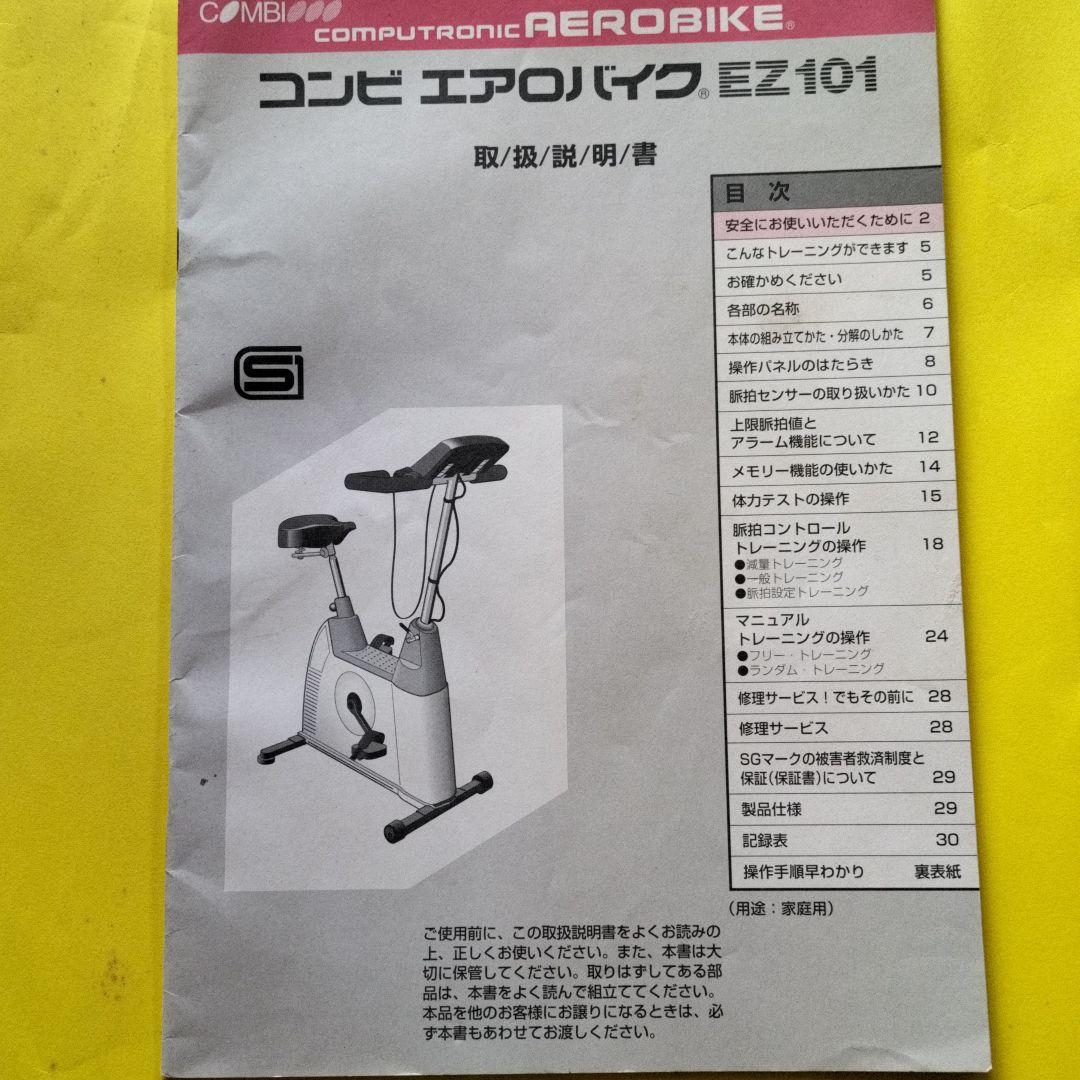 COMBI
COMPUTRONIC AEROBIKE®
コンビ エアロバイク® EZ101
取/扱/説/明/書
目 次
安全にお使いいただくために 2
こんなトレーニングができます 5
お確かめください 5
各部の名称 6
本体の組み立てかた・分解のしかた 7
操作パネルのはたらき 8
脈拍センサーの取り扱いかた 10
上限脈拍値と
アラーム機能について 12
メモリー機能の使いかた 14
体力テストの操作 15
脈拍コントロール
トレーニングの操作 18
●減量トレーニング
●一般トレーニング
●脈拍設定トレーニング
マニュアル
トレーニングの操作 24
●フリー・トレーニング
●ランダム・トレーニング
修理サービス!でもその前に 28
修理サービス 28
SGマークの被害者救済制度と
保証(保証書)について 29
製品仕様 29
記録表 30
操作手順早わかり 裏表紙
(用途:家庭用)
SG
ご使用前に、この取扱説明書をよくお読みの
上、正しくお使いください。また、本書は大
切に保管してください。取りはずしてある部
品は、本書をよく読んで組立ててください。
本品を他のお客様にお譲りになるときは、必
ず本書もあわせてお渡しください。